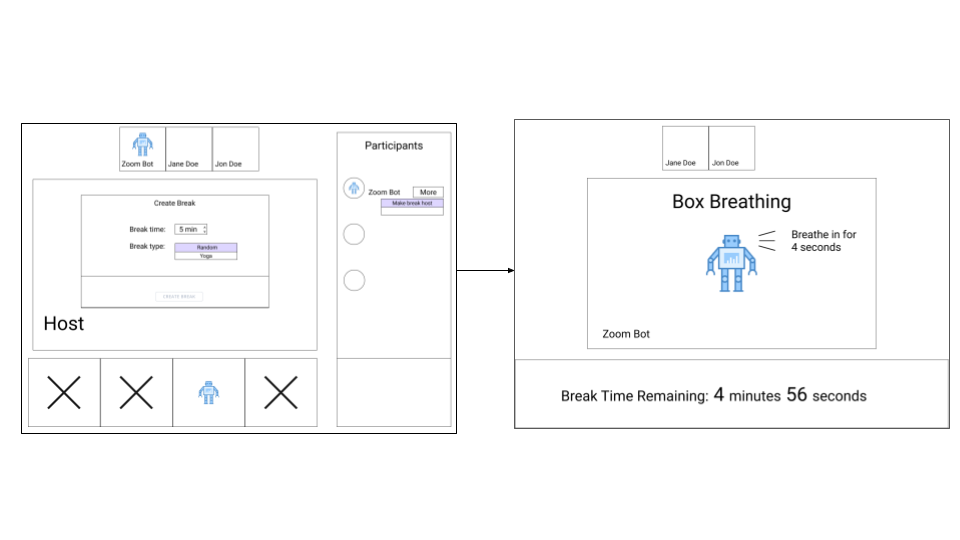 Zoom Bot
Jane Doe
Jon Doe
Create Break
Break time:
5 min
Break type:
Random
Yoga
CREATE BREAK
Host
Participants
Zoom Bot
More
Make break host
Jane Doe
Jon Doe
Box Breathing
Breathe in for
4 seconds
Zoom Bot
Break Time Remaining: 4 minutes 56 seconds